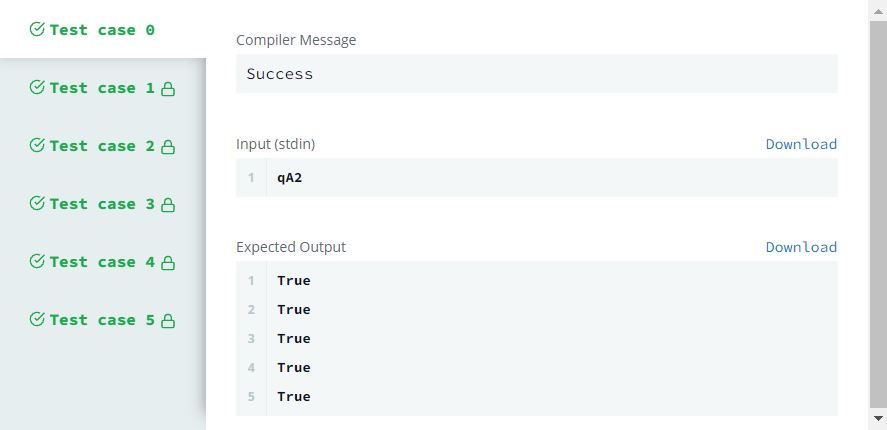 Test case 0
Test case 1
Test case 2
Test case 3
Test case 4
Test case 5
Compiler Message
Success
Input (stdin)
Download
1 qA2
Expected Output
Download
1 True
2 True
3 True
4 True
5 True